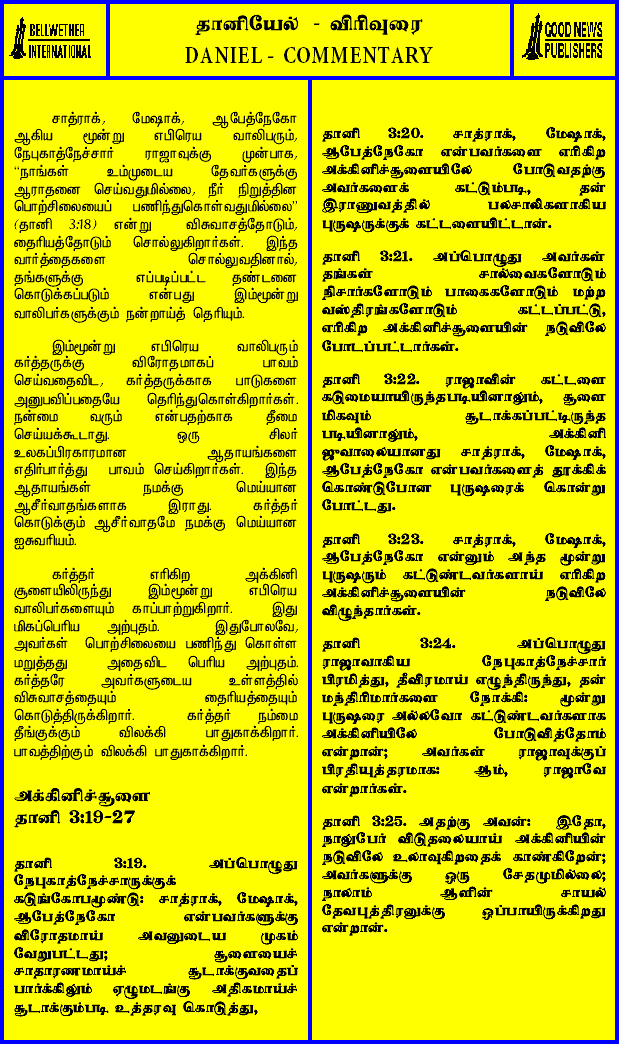 BELLWETHER
INTERNATIONAL
தானியேல் - விரிவுரை
DANIEL - COMMENTARY
GOOD NEWS
PUBLISHERS
சாத்ராக், மேஷாக், ஆபேத்நேகோ
ஆகிய மூன்று எபிரெய வாலிபரும்,
நேபுகாத்நேச்சார் ராஜாவுக்கு முன்பாக,
“நாங்கள் உம்முடைய தேவர்களுக்கு
ஆராதனை செய்வதுமில்லை, நீர் நிறுத்தின
பொற்சிலையைப் பணிந்துகொள்வதுமில்லை”
(தானி 3:18) என்று விசுவாசத்தோடும்,
தைரியத்தோடும் சொல்லுகிறார்கள். இந்த
வார்த்தைகளை சொல்லுவதினால்,
தங்களுக்கு எப்படிப்பட்ட தண்டனை
கொடுக்கப்படும் என்பது இம்மூன்று
வாலிபர்களுக்கும் நன்றாய்த் தெரியும்.
இம்மூன்று எபிரெய வாலிபரும்
கர்த்தருக்கு விரோதமாகப் பாவம்
செய்வதைவிட, கர்த்தருக்காக பாடுகளை
அனுபவிப்பதையே தெரிந்துகொள்கிறார்கள்.
நன்மை வரும் என்பதற்காக தீமை
செய்யக்கூடாது. ஒரு சிலர்
உலகப்பிரகாரமான ஆதாயங்களை
எதிர்பார்த்து பாவம் செய்கிறார்கள். இந்த
ஆதாயங்கள் நமக்கு மெய்யான
ஆசீர்வாதங்களாக இராது. கர்த்தர்
கொடுக்கும் ஆசீர்வாதமே நமக்கு மெய்யான
ஐசுவரியம்.
கர்த்தர் எரிகிற அக்கினி
சூளையிலிருந்து இம்மூன்று எபிரெய
வாலிபர்களையும் காப்பாற்றுகிறார். இது
மிகப்பெரிய அற்புதம். இதுபோலவே,
அவர்கள் பொற்சிலையை பணிந்து கொள்ள
மறுத்தது அதைவிட பெரிய அற்புதம்.
கர்த்தரே அவர்களுடைய உள்ளத்தில்
விசுவாசத்தையும் தைரியத்தையும்
கொடுத்திருக்கிறார். கர்த்தர் நம்மை
தீங்குக்கும் விலக்கி பாதுகாக்கிறார்.
பாவத்திற்கும் விலக்கி பாதுகாக்கிறார்.
அக்கினிச்சூளை
தானி 3:19-27
தானி 3:19. அப்பொழுது
நேபுகாத்நேச்சாருக்குக்
கடுங்கோபமூண்டு: சாத்ராக், மேஷாக்,
ஆபேத்நேகோ என்பவர்களுக்கு
விரோதமாய் அவனுடைய முகம்
வேறுபட்டது; சூளையைச்
சாதாரணமாய்ச் சூடாக்குவதைப்
பார்க்கிலும் ஏழுமடங்கு அதிகமாய்ச்
சூடாக்கும்படி உத்தரவு கொடுத்து,
தானி 3:20. சாத்ராக், மேஷாக்,
ஆபேத்நேகோ என்பவர்களை எரிகிற
அக்கினிச்சூளையிலே போடுவதற்கு
அவர்களைக் கட்டும்படி, தன்
இராணுவத்தில் பலசாலிகளாகிய
புருஷருக்குக் கட்டளையிட்டான்.
தானி 3:21. அப்பொழுது அவர்கள்
தங்கள் சால்வைகளோடும்
நிசார்களோடும் பாகைகளோடும் மற்ற
வஸ்திரங்களோடும் கட்டப்பட்டு,
எரிகிற அக்கினிச்சூளையின் நடுவிலே
போடப்பட்டார்கள்.
தானி 3:22. ராஜாவின் கட்டளை
கடுமையாயிருந்தபடியினாலும், சூளை
மிகவும் சூடாக்கப்பட்டிருந்த
படியினாலும், அக்கினி
ஜுவாலையானது சாத்ராக், மேஷாக்,
ஆபேத்நேகோ என்பவர்களைத் தூக்கிக்
கொண்டுபோன புருஷரைக் கொன்று
போட்டது.
தானி 3:23. சாத்ராக், மேஷாக்,
ஆபேத்நேகோ என்னும் அந்த மூன்று
புருஷரும் கட்டுண்டவர்களாய் எரிகிற
அக்கினிச்சூளையின் நடுவிலே
விழுந்தார்கள்.
தானி 3:24. அப்பொழுது
ராஜாவாகிய நேபுகாத்நேச்சார்
பிரமித்து, தீவிரமாய் எழுந்திருந்து, தன்
மந்திரிமார்களை நோக்கி: மூன்று
புருஷரை அல்லவோ கட்டுண்டவர்களாக
அக்கினியிலே போடுவித்தோம்
என்றான்; அவர்கள் ராஜாவுக்குப்
பிரதியுத்தரமாக: ஆம், ராஜாவே
என்றார்கள்.
தானி 3:25. அதற்கு அவன்: இதோ,
நாலுபேர் விடுதலையாய் அக்கினியின்
நடுவிலே உலாவுகிறதைக் காண்கிறேன்;
அவர்களுக்கு ஒரு சேதமுமில்லை;
நாலாம் ஆளின் சாயல்
தேவபுத்திரனுக்கு ஒப்பாயிருக்கிறது
என்றான்.